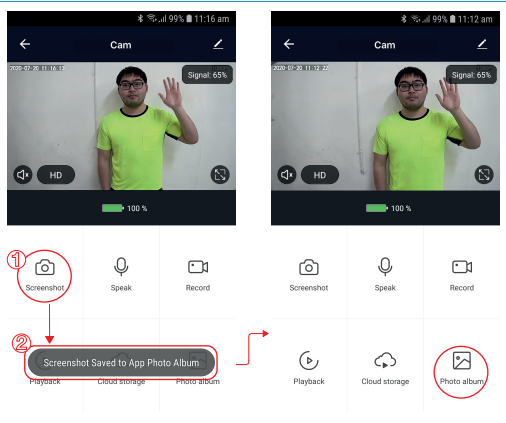 99% 11:16 am
Cam
2020-07-20 11:16:12
Signal: 65%
HD
100 %
① Screenshot
Speak
Record
② Screenshot Saved to App Photo Album
Playback
Cloud storage
Photo album
99% 11:12 am
Cam
2020-07-20 11:12:22
Signal: 65%
HD
100 %
Screenshot
Speak
Record
Playback
Cloud storage
Photo album